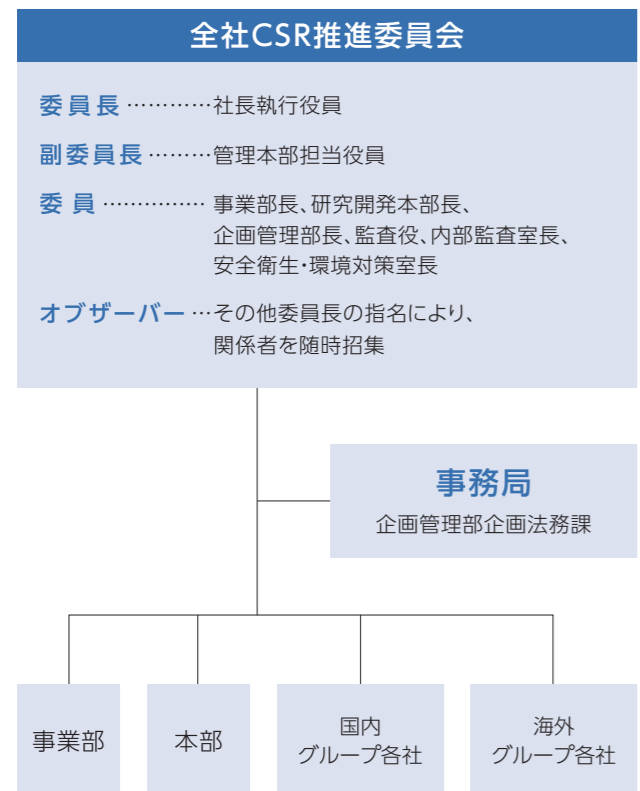 全社CSR推進委員会
委員長…………社長執行役員
副委員長………管理本部担当役員
委 員……………事業部長、研究開発本部長、
企画管理部長、監査役、内部監査室長、
安全衛生・環境対策室長
オブザーバー…その他委員長の指名により、
関係者を随時招集
事務局
企画管理部企画法務課
事業部
本部
国内
グループ各社
海外
グループ各社